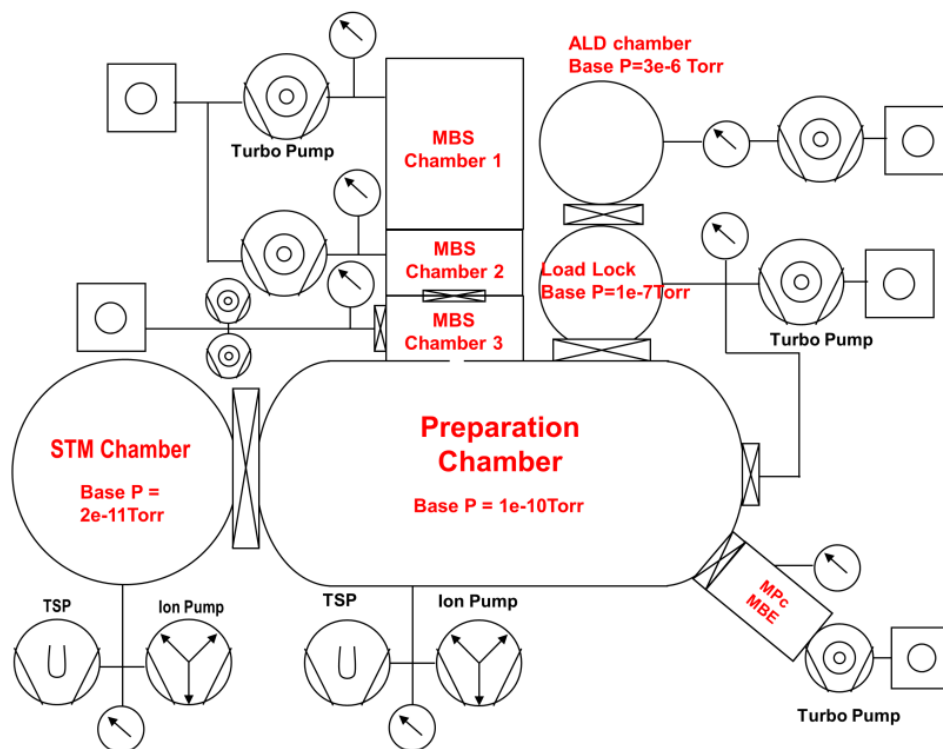 ALD chamber
Base P=3e-6 Torr
MBS
Chamber 1
Turbo Pump
MBS
Chamber 2
Load Lock
Base P=1e-7Torr
MBS
Chamber 3
Turbo Pump
STM Chamber
Base P =
2e-11Torr
Preparation
Chamber
Base P = 1e-10Torr
TSP
Ion Pump
TSP
Ion Pump
MPc
MBE
Turbo Pump